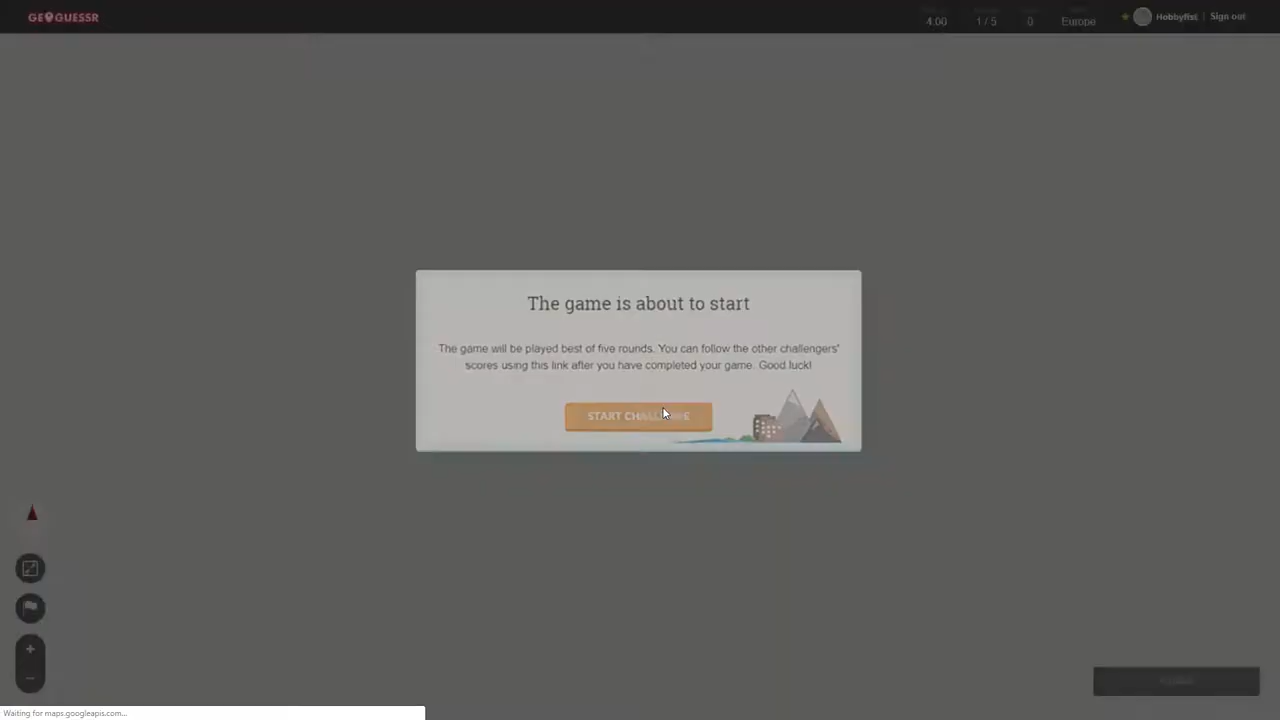 GEOGUESSR
4:00
1 / 5
0
Europe
Sign out
The game is about to start
The game will be played best of five rounds. You can follow the other challengers'
scores using this link after you have completed your game. Good luck!
START CHALLENGE
+
−
Waiting for maps.googleapis.com...